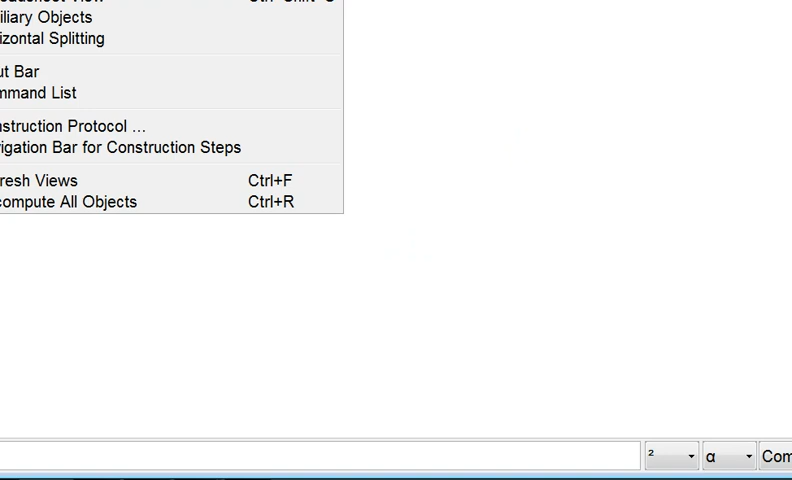 iliary Objects
izontal Splitting
ut Bar
mmand List
nstruction Protocol ...
vigation Bar for Construction Steps
resh Views Ctrl+F
compute All Objects Ctrl+R
² α Com